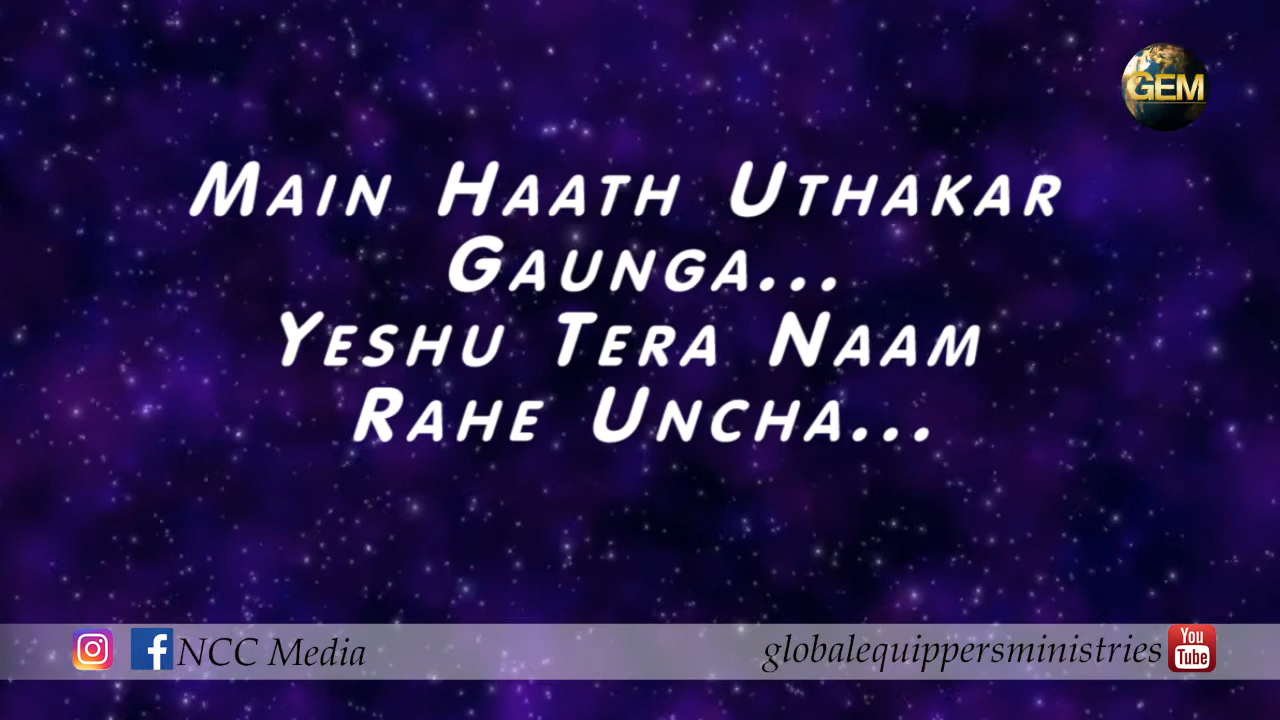 GEM
MAIN HAATH UTHAKAR
GAUNGA...
YESHU TERA NAAM
RAHE UNCHA...
NCC Media
globalequippersministries
You
Tube